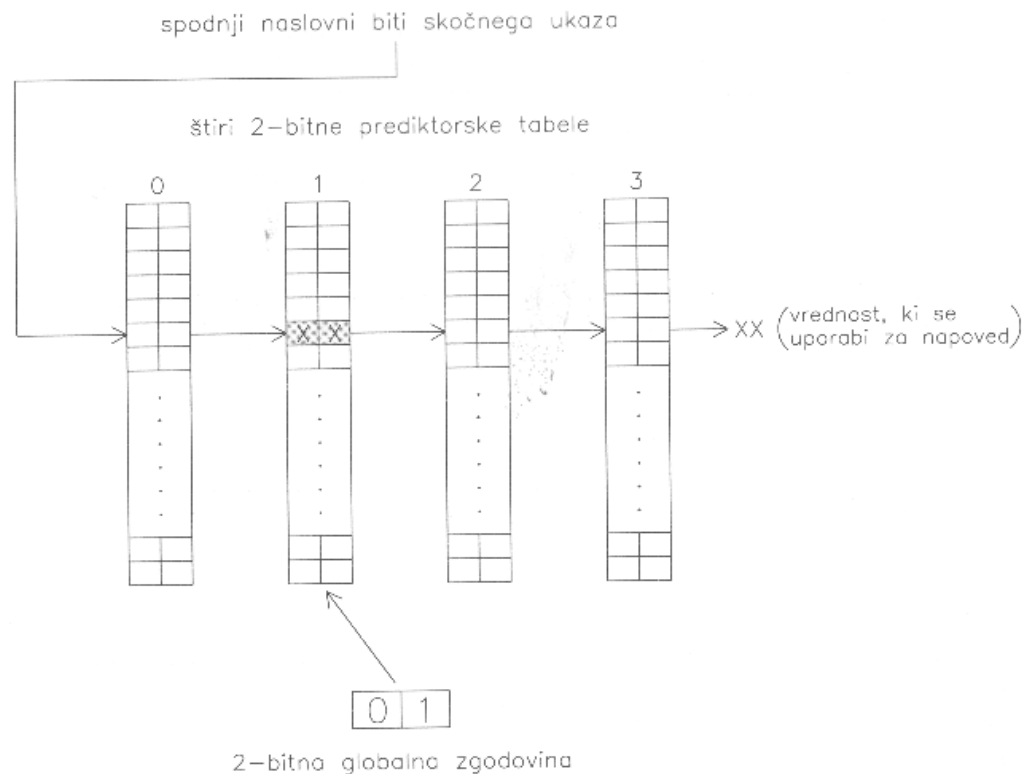 spodnji naslovni biti skočnega ukaza
štiri 2-bitne prediktorske tabele
0 1 2 3
X X
XX (vrednost, ki se
uporabi za napoved)
0 1
2-bitna globalna zgodovina